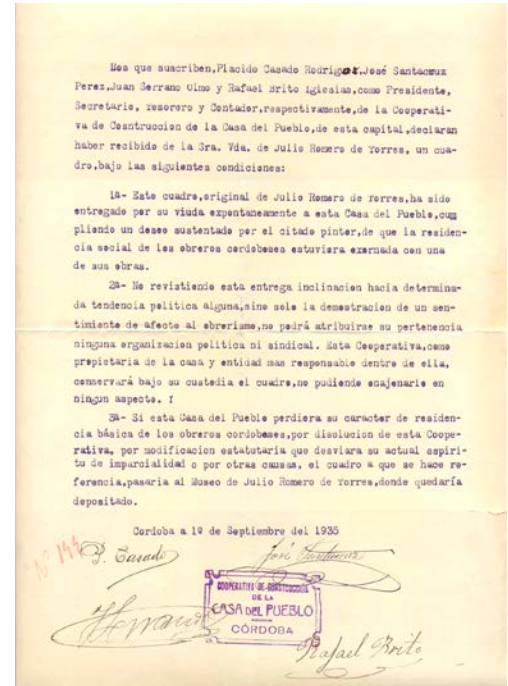 Los que suscriben,Placido Casado Rodriguez,José Santacruz
Perez,Juan Serrano Olmo y Rafael Brito Iglesias,como Presidente,
Secretario, Tesorero y Contador,respectivamente,de la Cooperati-
va de Cosntruccion de la Casa del Pueblo,de esta capital,declaran
haber recibido de la Sra. Vda. de Julio Romero de Torres, un cua-
dro,bajo las siguientes condiciones:
1a- Este cuadro,original de Julio Romero de Torres,ha sido
entregado por su viuda expontaneamente a esta Casa del Pueblo,cum
pliendo un deseo sustentado por el citado pintor,de que la residen-
cia social de los obreros cordobeses estuviera exornada con una
de sus obras.
2a- No revistiendo esta entrega inclinacion hacia determina-
da tendencia politica alguna,sino solo la demostracion de un sen-
timiento de afecto al obrerismo,no podrá atribuirse su pertenencia
ninguna organizacion politica ni sindical. Esta Cooperativa,como
propietaria de la casa y entidad mas responsable dentro de ella,
conservará bajo su custodia el cuadro,no pudiendo enajenarlo en
ningun aspecto.
3a- Si esta Casa del Pueblo perdiera su caracter de residen-
cia básica de los obreros cordobeses,por disolucion de esta Coope-
rativa, por modificacion estatutaria que desviara su actual espiri-
tu de imparcialidad o por otras causas, el cuadro a que se hace re-
ferencia,pasaria al Museo de Julio Romero de Torres,donde quedaría
depositado.
Cordoba a 1º de Septiembre del 1935
Nº 144
P. Casado
José Santacruz
COOPERATIVA DE CONSTRUCCION
DE LA
CASA DEL PUEBLO
CÓRDOBA
J Serrano
Rafael Brito